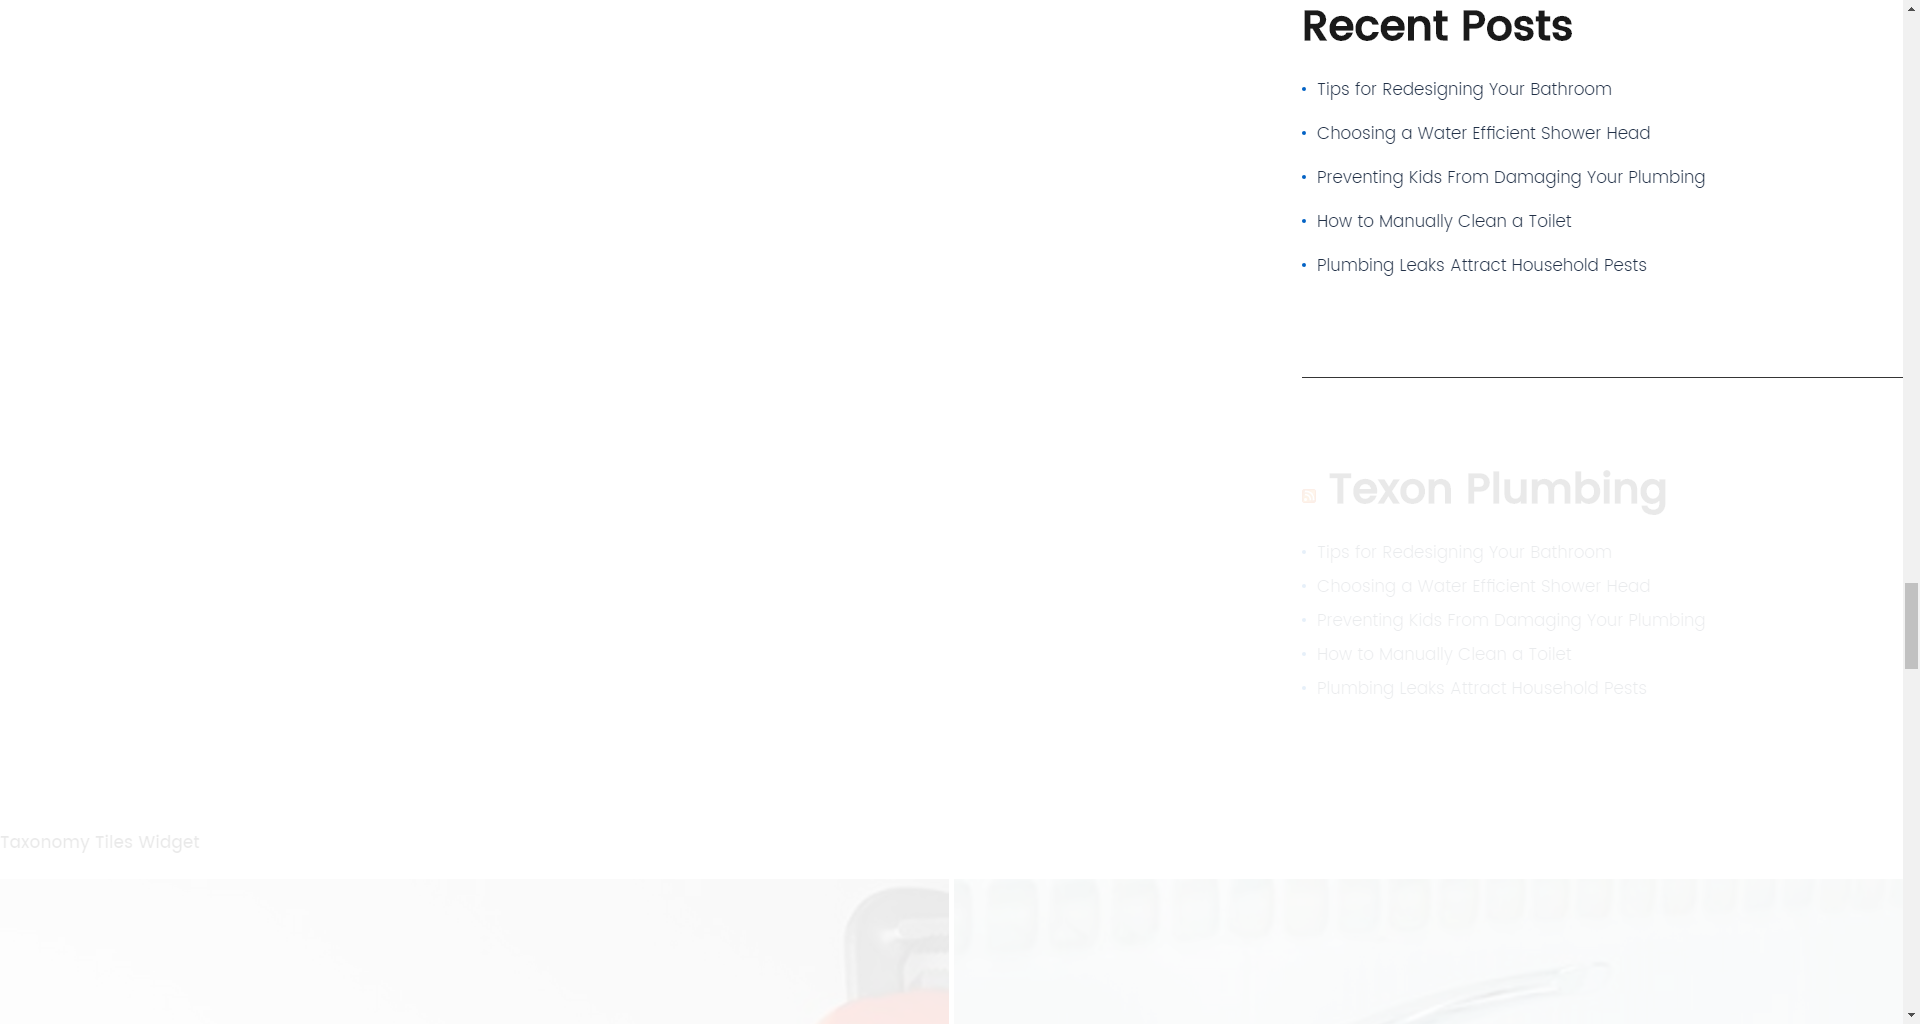 Recent Posts
Tips for Redesigning Your Bathroom
Choosing a Water Efficient Shower Head
Preventing Kids From Damaging Your Plumbing
How to Manually Clean a Toilet
Plumbing Leaks Attract Household Pests
Texon Plumbing
Tips for Redesigning Your Bathroom
Choosing a Water Efficient Shower Head
Preventing Kids From Damaging Your Plumbing
How to Manually Clean a Toilet
Plumbing Leaks Attract Household Pests
Taxonomy Tiles Widget